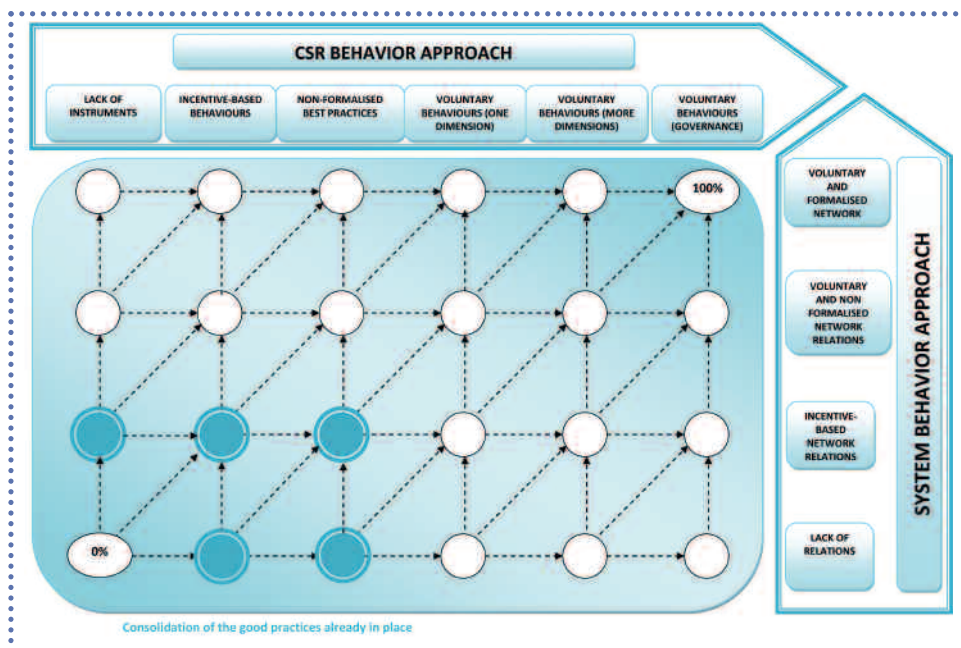 CSR BEHAVIOR APPROACH
LACK OF
INSTRUMENTS
INCENTIVE-BASED
BEHAVIOURS
NON-FORMALISED
BEST PRACTICES
VOLUNTARY
BEHAVIOURS (ONE
DIMENSION)
VOLUNTARY
BEHAVIOURS (MORE
DIMENSIONS)
VOLUNTARY
BEHAVIOURS
(GOVERNANCE)
100%
VOLUNTARY
AND
FORMALISED
NETWORK
VOLUNTARY
AND NON
FORMALISED
NETWORK
RELATIONS
INCENTIVE-
BASED
NETWORK
RELATIONS
LACK OF
RELATIONS
SYSTEM BEHAVIOR APPROACH
0%
Consolidation of the good practices already in place